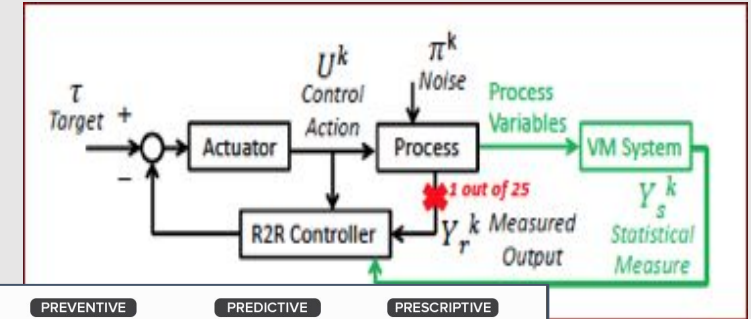 τ
Target
+
−
Actuator
U^k
Control
Action
π^k
Noise
Process
Process
Variables
VM System
1 out of 25
R2R Controller
Y_r^k Measured
Output
Y_s^k
Statistical
Measure
PREVENTIVE PREDICTIVE PRESCRIPTIVE